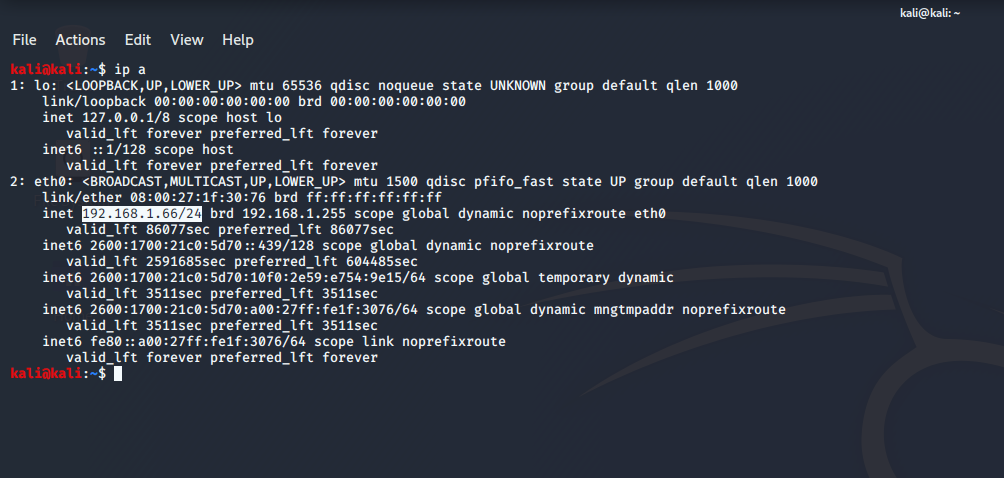 kali@kali: ~
File Actions Edit View Help
kali@kali:~$ ip a
1: lo: <LOOPBACK,UP,LOWER_UP> mtu 65536 qdisc noqueue state UNKNOWN group default qlen 1000
    link/loopback 00:00:00:00:00:00 brd 00:00:00:00:00:00
    inet 127.0.0.1/8 scope host lo
       valid_lft forever preferred_lft forever
    inet6 ::1/128 scope host
       valid_lft forever preferred_lft forever
2: eth0: <BROADCAST,MULTICAST,UP,LOWER_UP> mtu 1500 qdisc pfifo_fast state UP group default qlen 1000
    link/ether 08:00:27:1f:30:76 brd ff:ff:ff:ff:ff:ff
    inet 192.168.1.66/24 brd 192.168.1.255 scope global dynamic noprefixroute eth0
       valid_lft 86077sec preferred_lft 86077sec
    inet6 2600:1700:21c0:5d70::439/128 scope global dynamic noprefixroute
       valid_lft 2591685sec preferred_lft 604485sec
    inet6 2600:1700:21c0:5d70:10f0:2e59:e754:9e15/64 scope global temporary dynamic
       valid_lft 3511sec preferred_lft 3511sec
    inet6 2600:1700:21c0:5d70:a00:27ff:fe1f:3076/64 scope global dynamic mngtmpaddr noprefixroute
       valid_lft 3511sec preferred_lft 3511sec
    inet6 fe80::a00:27ff:fe1f:3076/64 scope link noprefixroute
       valid_lft forever preferred_lft forever
kali@kali:~$